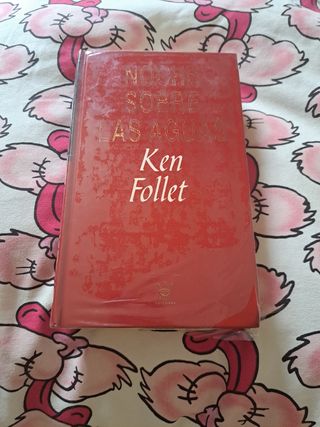 NOCHE
SOBRE
LAS AGUAS
Ken
Follet